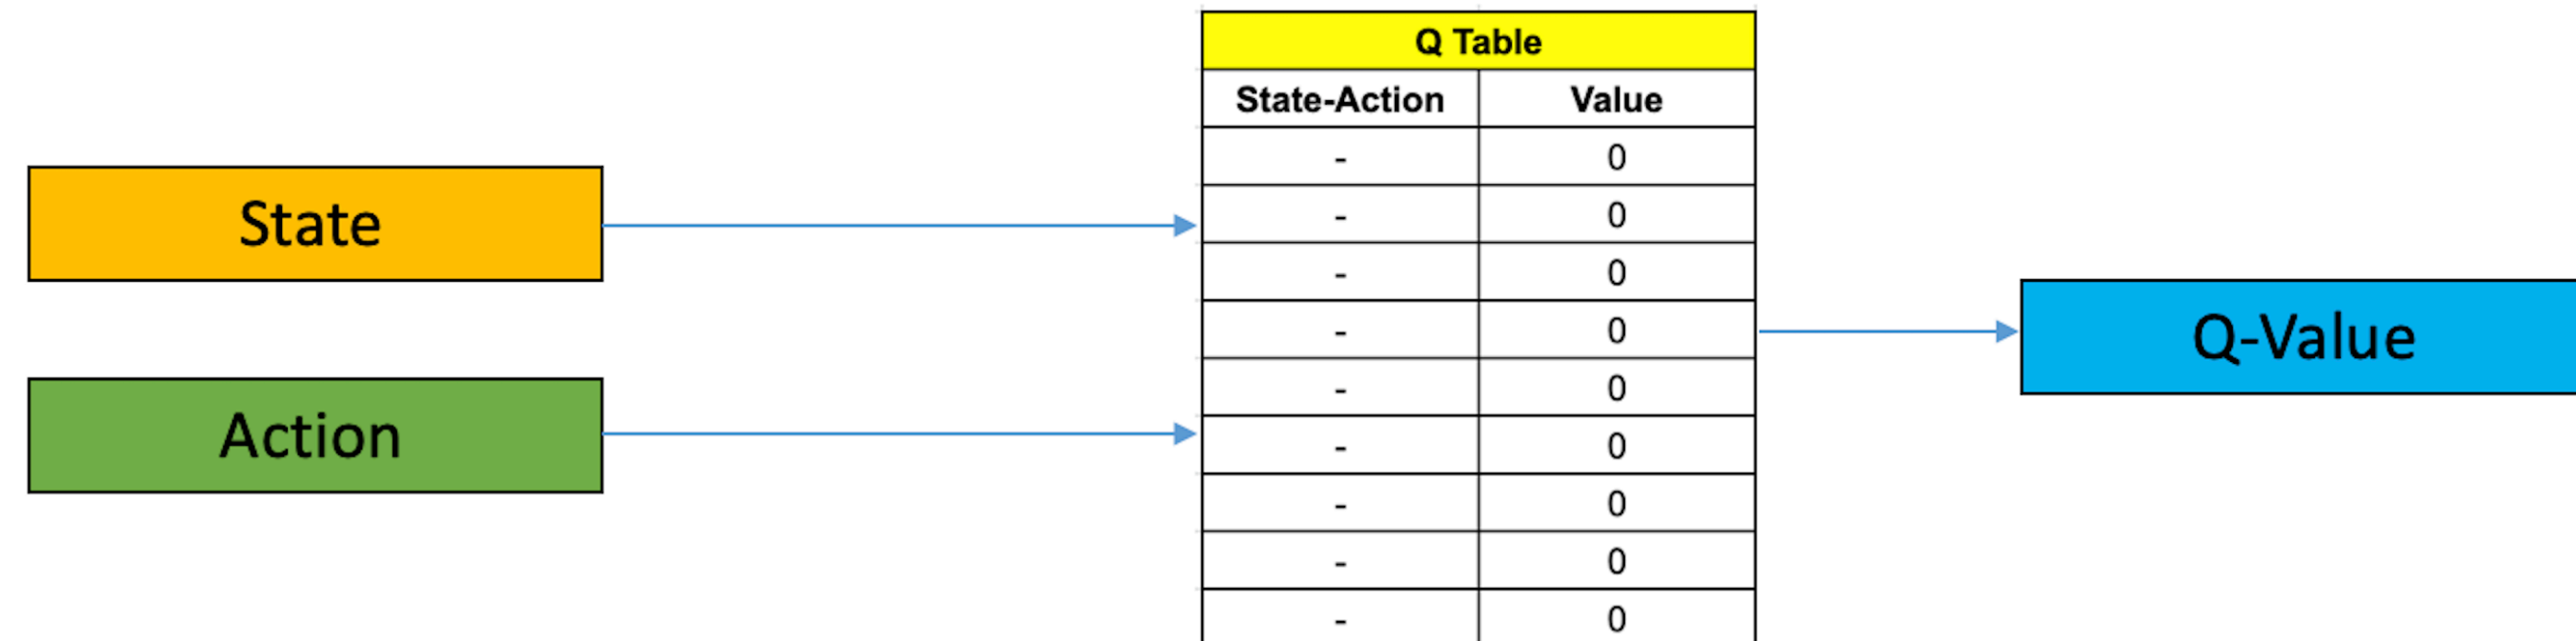 Q Table
State-Action Value
- 0
- 0
State
- 0
- 0
Q-Value
- 0
- 0
Action
- 0
- 0
- 0